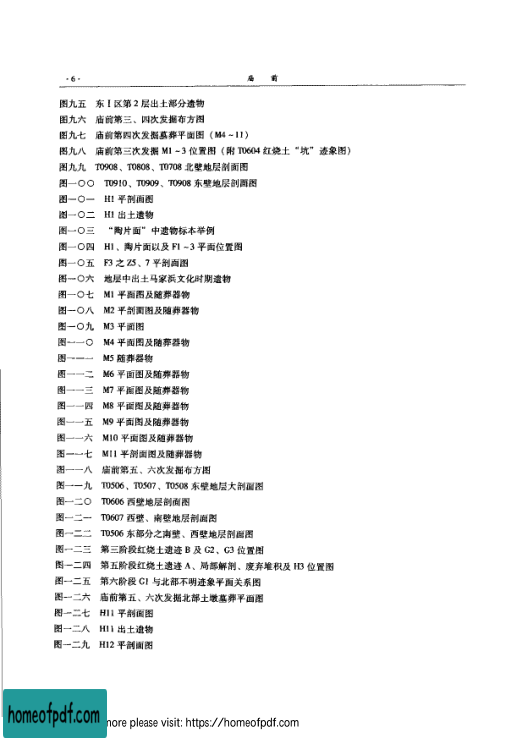 ·6· 庙 前
图九五 东Ⅰ区第2层出土部分遗物
图九六 庙前第三、四次发掘布方图
图九七 庙前第四次发掘墓葬平面图（M4~11）
图九八 庙前第三次发掘M1~3位置图（附T0604红烧土“坑”迹象图）
图九九 T0908、T0808、T0708北壁地层剖面图
图一〇〇 T0910、T0909、T0908东壁地层剖面图
图一〇一 H1平剖面图
图一〇二 H1出土遗物
图一〇三 “陶片面”中遗物标本举例
图一〇四 H1、陶片面以及F1~3平面位置图
图一〇五 F3之Z5、7平剖面图
图一〇六 地层中出土马家浜文化时期遗物
图一〇七 M1平面图及随葬器物
图一〇八 M2平剖面图及随葬器物
图一〇九 M3平面图
图一一〇 M4平面图及随葬器物
图一一一 M5随葬器物
图一一二 M6平面图及随葬器物
图一一三 M7平面图及随葬器物
图一一四 M8平面图及随葬器物
图一一五 M9平面图及随葬器物
图一一六 M10平面图及随葬器物
图一一七 M11平剖面图及随葬器物
图一一八 庙前第五、六次发掘布方图
图一一九 T0506、T0507、T0508东壁地层大剖面图
图一二〇 T0606西壁地层剖面图
图一二一 T0607西壁、南壁地层剖面图
图一二二 T0506东部分之南壁、西壁地层剖面图
图一二三 第三阶段红烧土遗迹B及G2、G3位置图
图一二四 第五阶段红烧土遗迹A、局部解剖、废弃堆积及H3位置图
图一二五 第六阶段G1与北部不明迹象平面关系图
图一二六 庙前第五、六次发掘北部土墩墓葬平面图
图一二七 H11平剖面图
图一二八 H11出土遗物
图一二九 H12平剖面图
homeofpdf.com
more please visit: https://homeofpdf.com